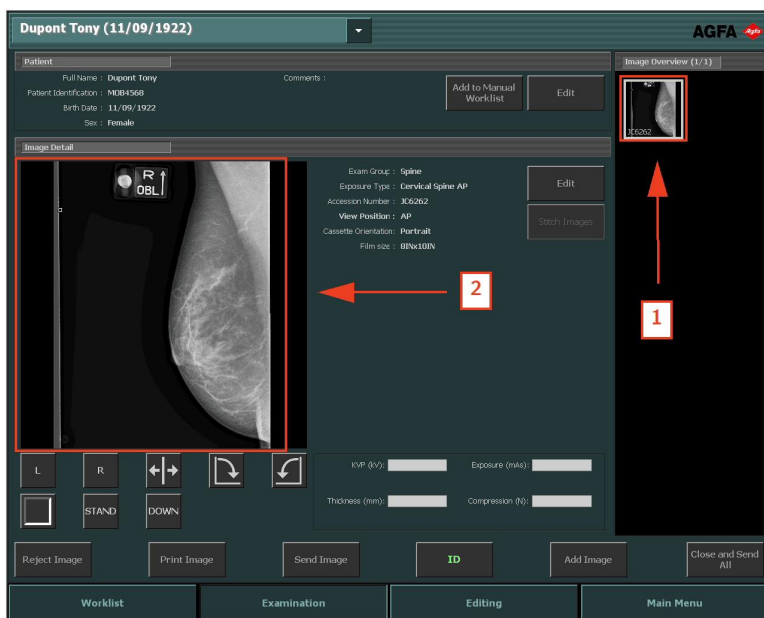 Dupont Tony (11/09/1922)
AGFA
Agfa
Patient
Full Name : Dupont Tony
Comments :
Patient Identification : MOB4568
Birth Date : 11/09/1922
Sex : Female
Add to Manual
Worklist
Edit
Image Overview (1/1)
JC6262
Image Detail
R
OBL
Exam Group : Spine
Exposure Type : Cervical Spine AP
Accession Number : JC6262
View Position : AP
Cassette Orientation: Portrait
Film size : 8INx10IN
Edit
Stitch Images
2
1
L
R
STAND
DOWN
KVP (kV):
Exposure (mAs):
Thickness (mm):
Compression (N):
Reject Image
Print Image
Send Image
ID
Add Image
Close and Send
All
Worklist
Examination
Editing
Main Menu